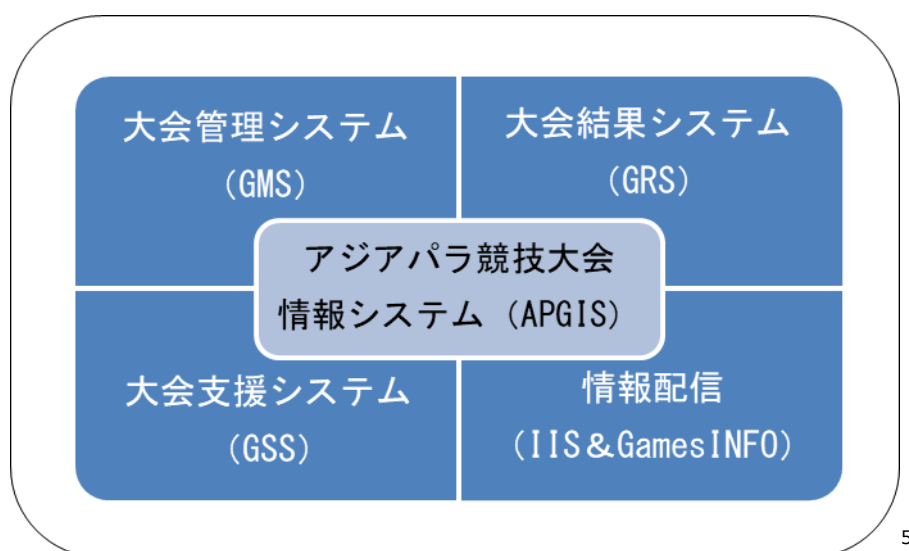 大会管理システム
(GMS)
大会結果システム
(GRS)
アジアパラ競技大会
情報システム（APGIS）
大会支援システム
(GSS)
情報配信
(IIS＆GamesINFO)
5